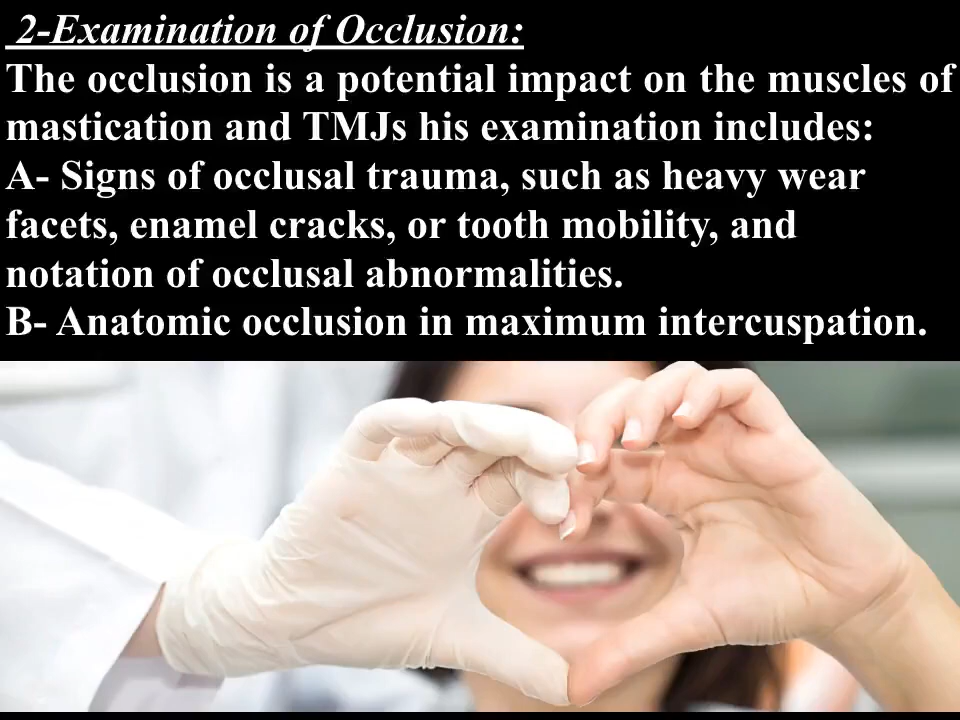 2-Examination of Occlusion:
The occlusion is a potential impact on the muscles of
mastication and TMJs his examination includes:
A- Signs of occlusal trauma, such as heavy wear
facets, enamel cracks, or tooth mobility, and
notation of occlusal abnormalities.
B- Anatomic occlusion in maximum intercuspation.